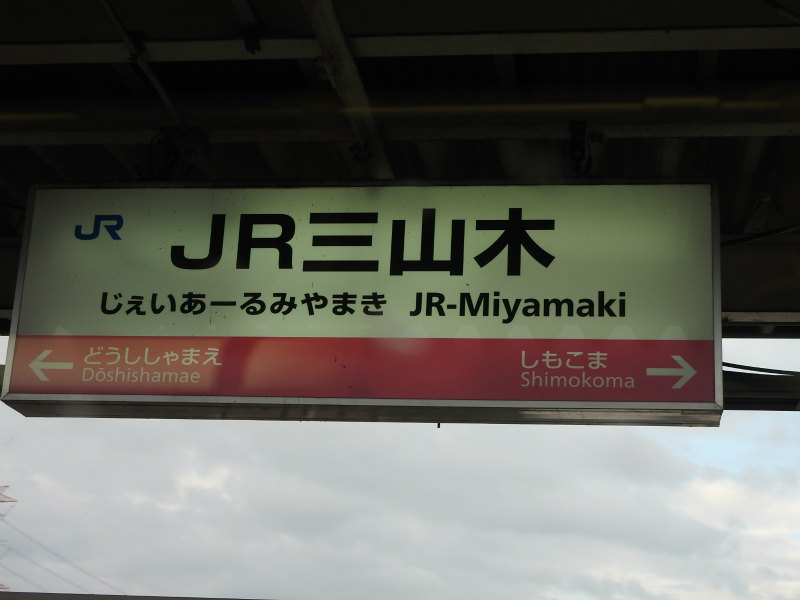 JR JR三山木
じぇいあーるみやまき JR-Miyamaki
← どうししゃまえ しもこま →
Dōshishamae Shimokoma